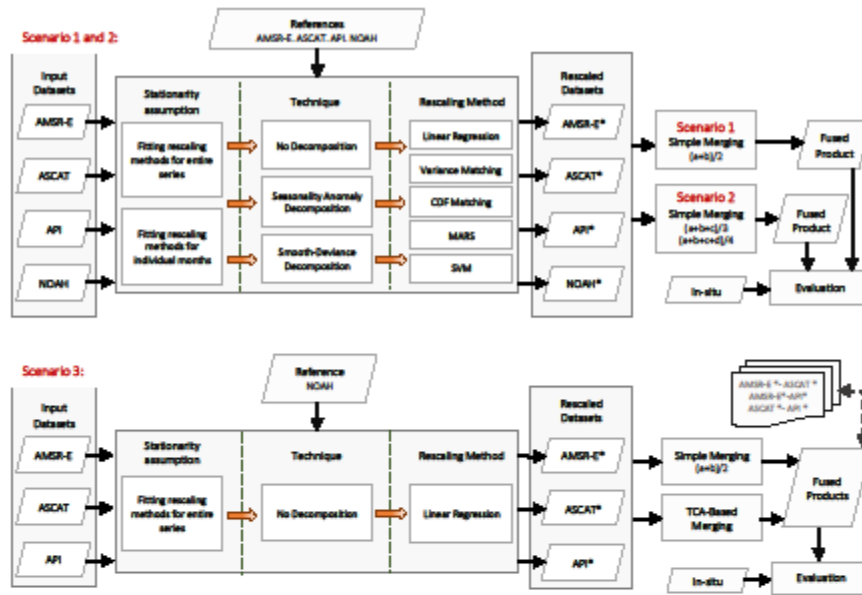 Scenario 1 and 2:
References
AMSR-E, ASCAT, API, NOAH
Input
Datasets
AMSR-E
ASCAT
API
NOAH
Stationarity
assumption
Fitting rescaling
methods for entire
series
Fitting rescaling
methods for
individual months
Technique
No Decomposition
Seasonality Anomaly
Decomposition
Smooth-Deviance
Decomposition
Rescaling Method
Linear Regression
Variance Matching
CDF Matching
MARS
SVM
Rescaled
Datasets
AMSR-E*
ASCAT*
API*
NOAH*
Scenario 1
Simple Merging
(a+b)/2
Scenario 2
Simple Merging
(a+b+c)/3
(a+b+c+d)/4
Fused
Product
Fused
Product
In-situ
Evaluation
Scenario 3:
Reference
NOAH
Input
Datasets
AMSR-E
ASCAT
API
Stationarity
assumption
Fitting rescaling
methods for entire
series
Technique
No Decomposition
Rescaling Method
Linear Regression
Rescaled
Datasets
AMSR-E*
ASCAT*
API*
Simple Merging
(a+b)/2
TCA-Based
Merging
AMSR-E *- ASCAT *
AMSR-E*-API*
ASCAT *- API *
Fused
Products
In-situ
Evaluation